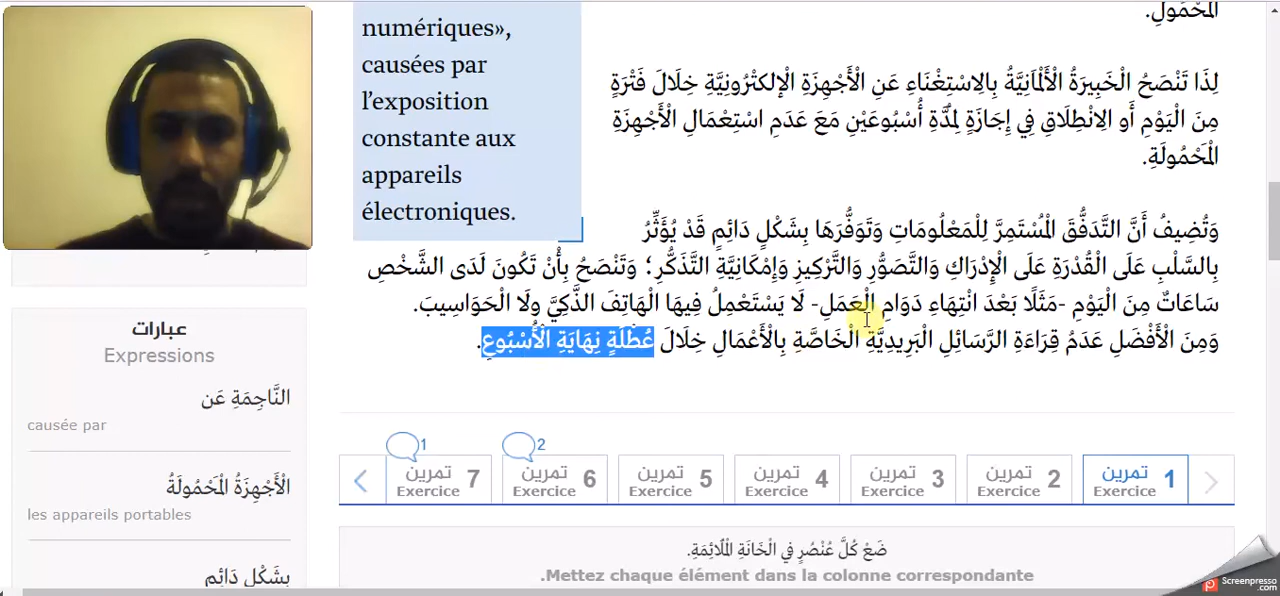 numériques»,
causées par
l'exposition
constante aux
appareils
électroniques.
الْمَحْمُولِ.
لِذَا تَنْصَحُ الْخَبِيرَةُ الْأَلْمَانِيَّةُ بِالِاسْتِغْنَاءِ عَنِ الْأَجْهِزَةِ الْإِلكْتْرُونِيَّةِ خِلَالَ فَتْرَةٍ
مِنَ الْيَوْمِ أَو الِانْطِلَاقِ فِي إِجَازَةٍ لِمُدَّةِ أُسْبُوعَيْنِ مَعَ عَدَمِ اسْتِعْمَالِ الْأَجْهِزَةِ
الْمَحْمُولَةِ.
وَتُضِيفُ أَنَّ التَّدَفُّقَ الْمُسْتَمِرَّ لِلْمَعْلُومَاتِ وَتَوَفُّرَهَا بِشَكْلٍ دَائِمٍ قَدْ يُؤَثِّرُ
بِالسَّلْبِ عَلَى الْقُدْرَةِ عَلَى الْإِدْرَاكِ وَالتَّصَوُّرِ وَالتَّرْكِيزِ وَإِمْكَانِيَّةِ التَّذَكُّرِ؛ وَتَنْصَحُ بِأَنْ تَكُونَ لَدَى الشَّخْصِ
سَاعَاتٌ مِنَ الْيَوْمِ -مَثَلًا بَعْدَ انْتِهَاءِ دَوَامِ الْعَمَلِ- لَا يَسْتَعْمِلُ فِيهَا الْهَاتِفَ الذَّكِيَّ ولَا الْحَوَاسِيبَ.
وَمِنَ الْأَفْضَلِ عَدَمُ قِرَاءَةِ الرَّسَائِلِ الْبَرِيدِيَّةِ الْخَاصَّةِ بِالْأَعْمَالِ خِلَالَ عُطْلَةٍ نِهَايَةِ الْأُسْبُوعِ.
عبارات
Expressions
النَّاجِمَةِ عَن
causée par
الْأَجْهِزَةُ الْمَحْمُولَةُ
les appareils portables
بِشَكْلٍ دَائِم
1 تمرين Exercice
2 تمرين Exercice
3 تمرين Exercice
4 تمرين Exercice
5 تمرين Exercice
6 تمرين Exercice 2
7 تمرين Exercice 1
ضَعْ كُلَّ عُنْصُرٍ فِي الْخَانَةِ الْمُلَائِمَةِ.
.Mettez chaque élément dans la colonne correspondante
Screenpresso
.com